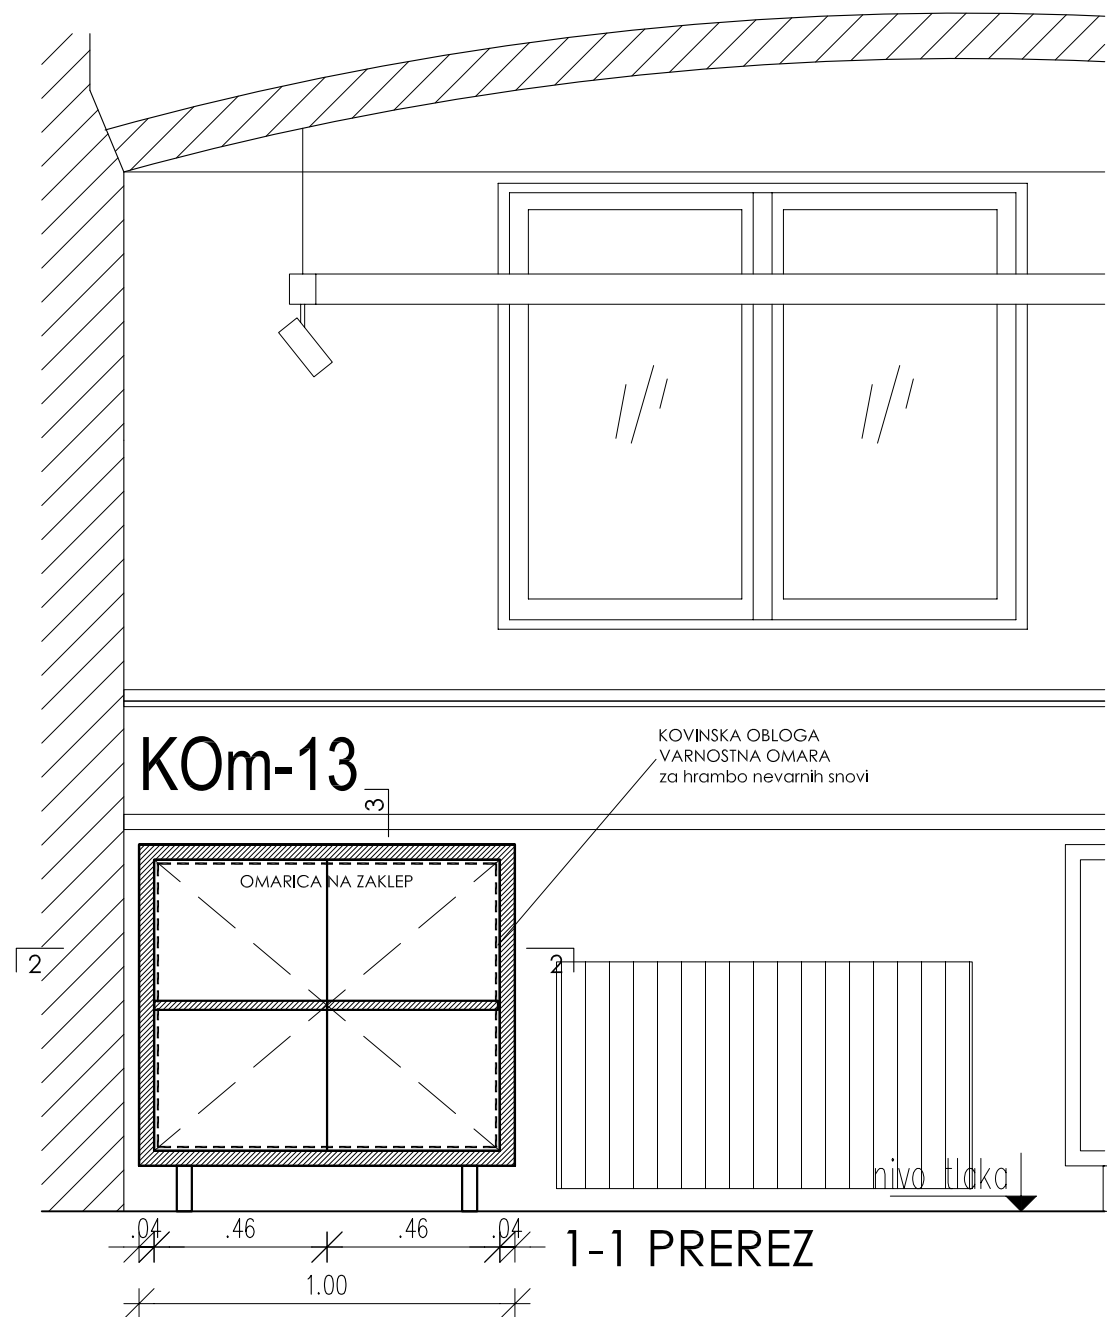 KOm-13
KOVINSKA OBLOGA
VARNOSTNA OMARA
za hrambo nevarnih snovi
3
OMARICA NA ZAKLEP
2
2
nivo tlaka
.04
.46
.46
.04
1-1 PREREZ
1.00